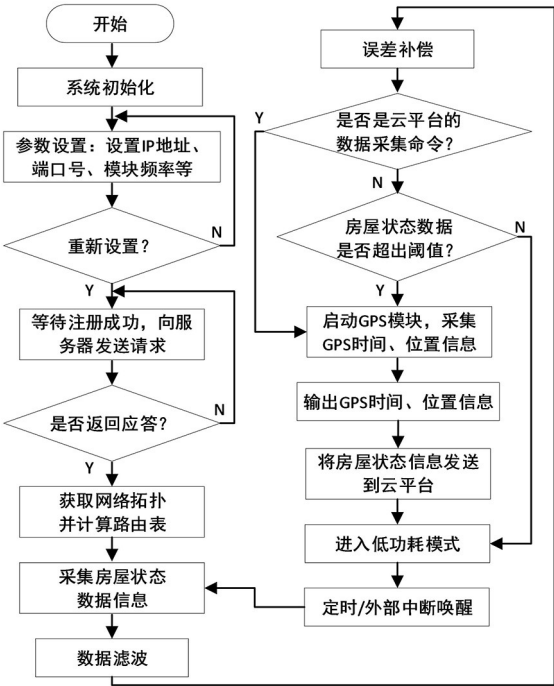 开始
系统初始化
参数设置：设置IP地址、
端口号、模块频率等
重新设置？
N
Y
等待注册成功，向服
务器发送请求
是否返回应答？
N
Y
获取网络拓扑
并计算路由表
采集房屋状态
数据信息
数据滤波
误差补偿
是否是云平台的
数据采集命令？
Y
N
房屋状态数据
是否超出阈值？
N
Y
启动GPS模块，采集
GPS时间、位置信息
输出GPS时间、位置信息
将房屋状态信息发送
到云平台
进入低功耗模式
定时/外部中断唤醒